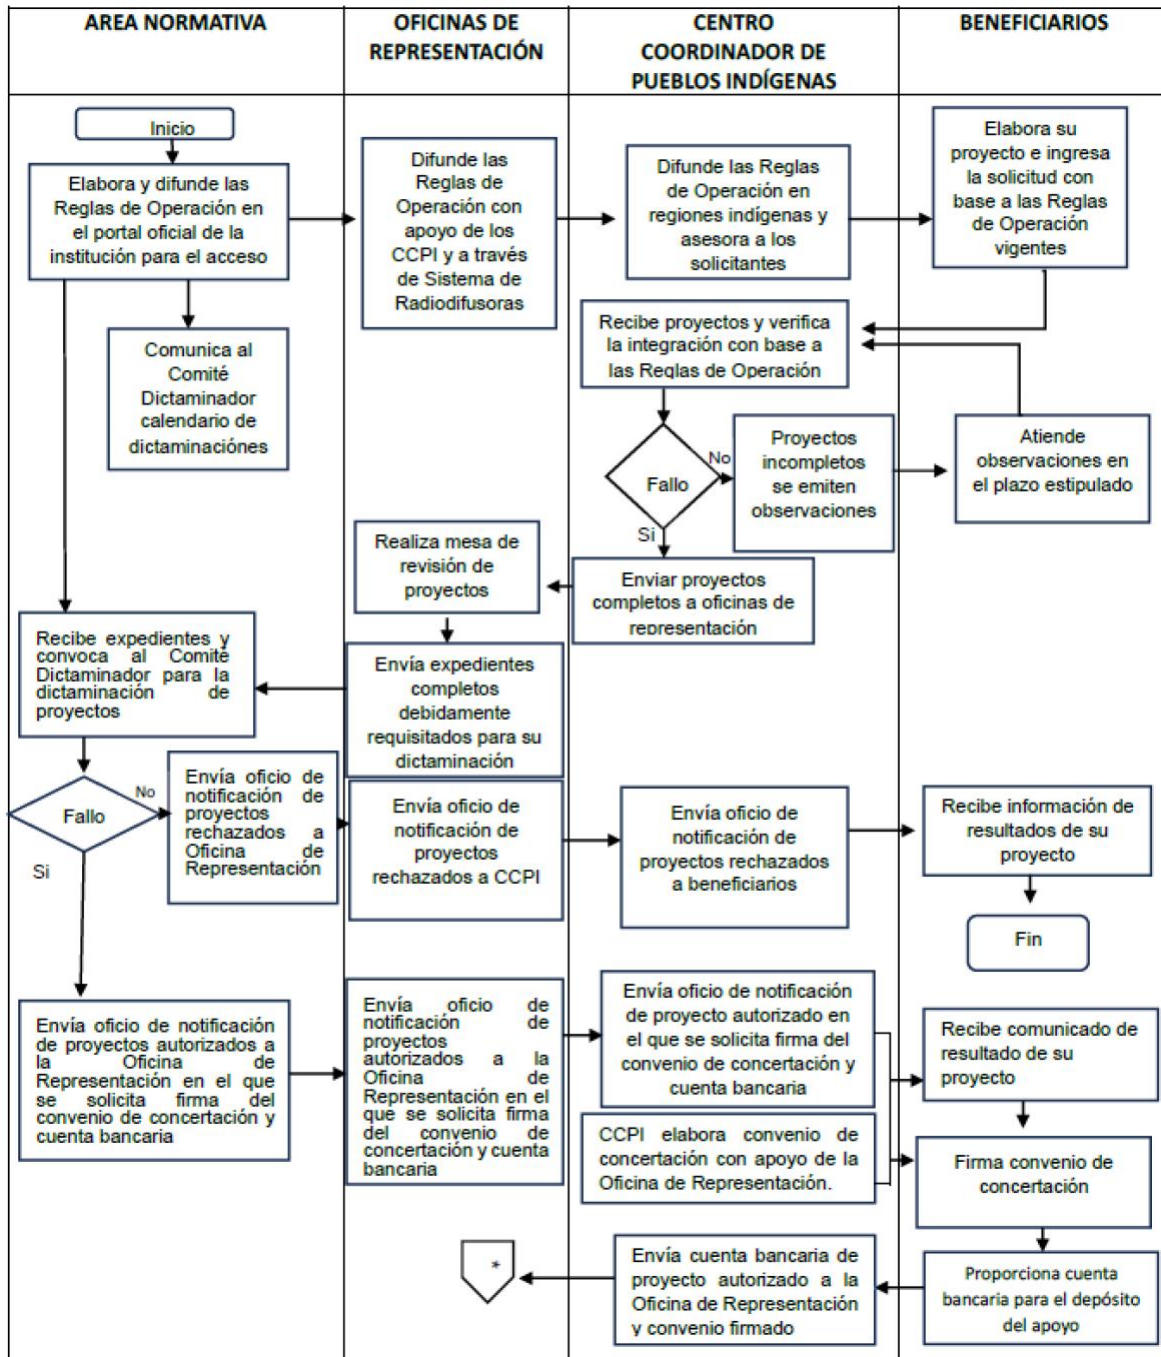 AREA NORMATIVA
OFICINAS DE
REPRESENTACIÓN
CENTRO
COORDINADOR DE
PUEBLOS INDÍGENAS
BENEFICIARIOS
Inicio
Elabora y difunde las
Reglas de Operación en
el portal oficial de la
institución para el acceso
Difunde las
Reglas de
Operación con
apoyo de los
CCPI y a través
de Sistema de
Radiodifusoras
Difunde las Reglas
de Operación en
regiones indígenas y
asesora a los
solicitantes
Elabora su
proyecto e ingresa
la solicitud con
base a las Reglas
de Operación
vigentes
Comunica al
Comité
Dictaminador
calendario de
dictaminaciónes
Recibe proyectos y verifica
la integración con base a
las Reglas de Operación
Fallo
No
Si
Proyectos
incompletos
se emiten
observaciones
Atiende
observaciones en
el plazo estipulado
Realiza mesa de
revisión de
proyectos
Enviar proyectos
completos a oficinas de
representación
Recibe expedientes y
convoca al Comité
Dictaminador para la
dictaminación de
proyectos
Envía expedientes
completos
debidamente
requisitados para su
dictaminación
Fallo
No
Si
Envía oficio de
notificación de
proyectos
rechazados a
Oficina de
Representación
Envía oficio de
notificación de
proyectos
rechazados a CCPI
Envía oficio de
notificación de
proyectos rechazados
a beneficiarios
Recibe información de
resultados de su
proyecto
Fin
Envía oficio de notificación
de proyectos autorizados a
la Oficina de
Representación en el que
se solicita firma del
convenio de concertación y
cuenta bancaria
Envía oficio de
notificación de
proyectos
autorizados a la
Oficina de
Representación en el
que se solicita firma
del convenio de
concertación y cuenta
bancaria
Envía oficio de notificación
de proyecto autorizado en
el que se solicita firma del
convenio de concertación y
cuenta bancaria
Recibe comunicado de
resultado de su
proyecto
CCPI elabora convenio de
concertación con apoyo de la
Oficina de Representación.
Firma convenio de
concertación
*
Envía cuenta bancaria de
proyecto autorizado a la
Oficina de Representación
y convenio firmado
Proporciona cuenta
bancaria para el depósito
del apoyo